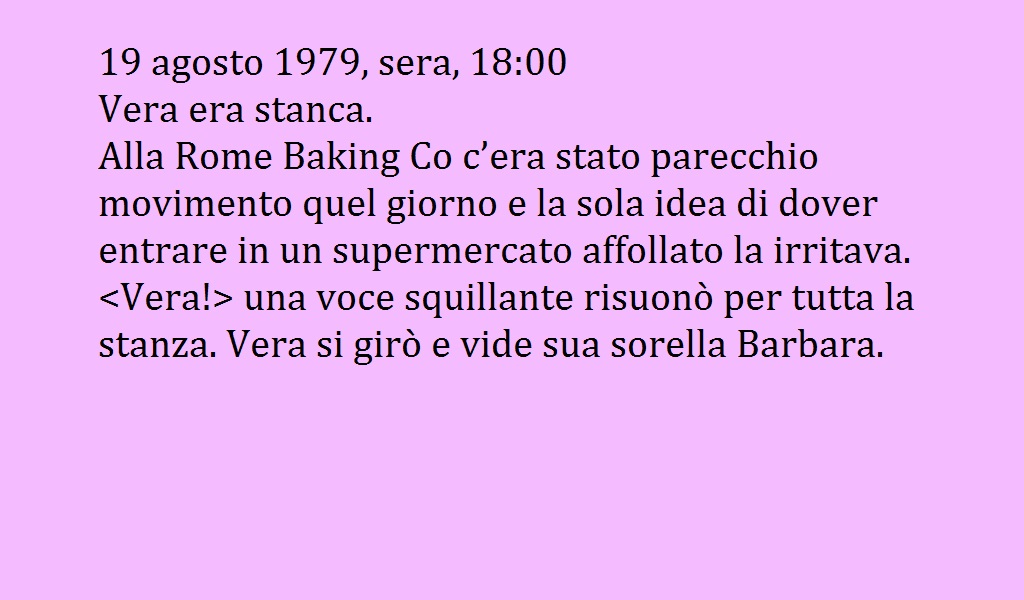 19 agosto 1979, sera, 18:00
Vera era stanca.
Alla Rome Baking Co c’era stato parecchio
movimento quel giorno e la sola idea di dover
entrare in un supermercato affollato la irritava.
<Vera!> una voce squillante risuonò per tutta la
stanza. Vera si girò e vide sua sorella Barbara.